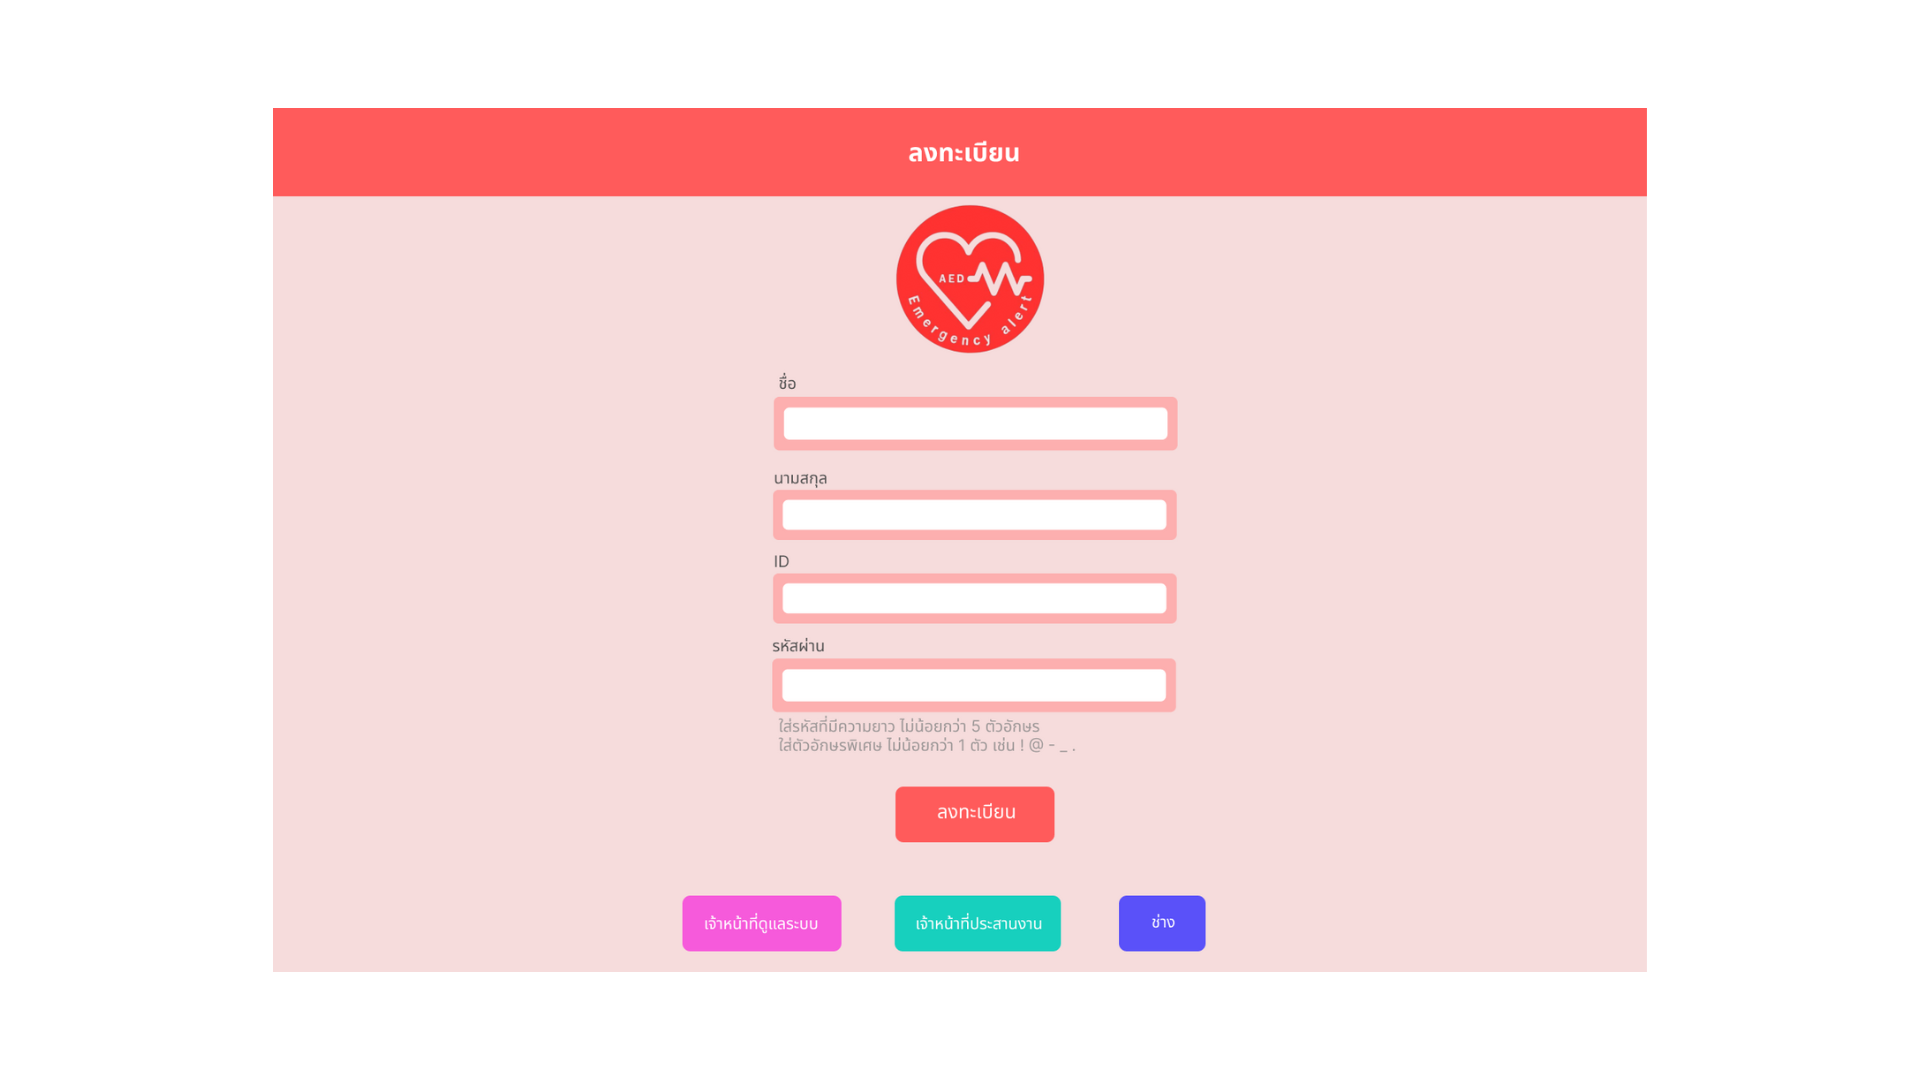 ลงทะเบียน
AED
Emergency alert
ชื่อ
นามสกุล
ID
รหัสผ่าน
ใส่รหัสที่มีความยาว ไม่น้อยกว่า 5 ตัวอักษร
ใส่ตัวอักษรพิเศษ ไม่น้อยกว่า 1 ตัว เช่น ! @ - _ .
ลงทะเบียน
เจ้าหน้าที่ดูแลระบบ
เจ้าหน้าที่ประสานงาน
ช่าง